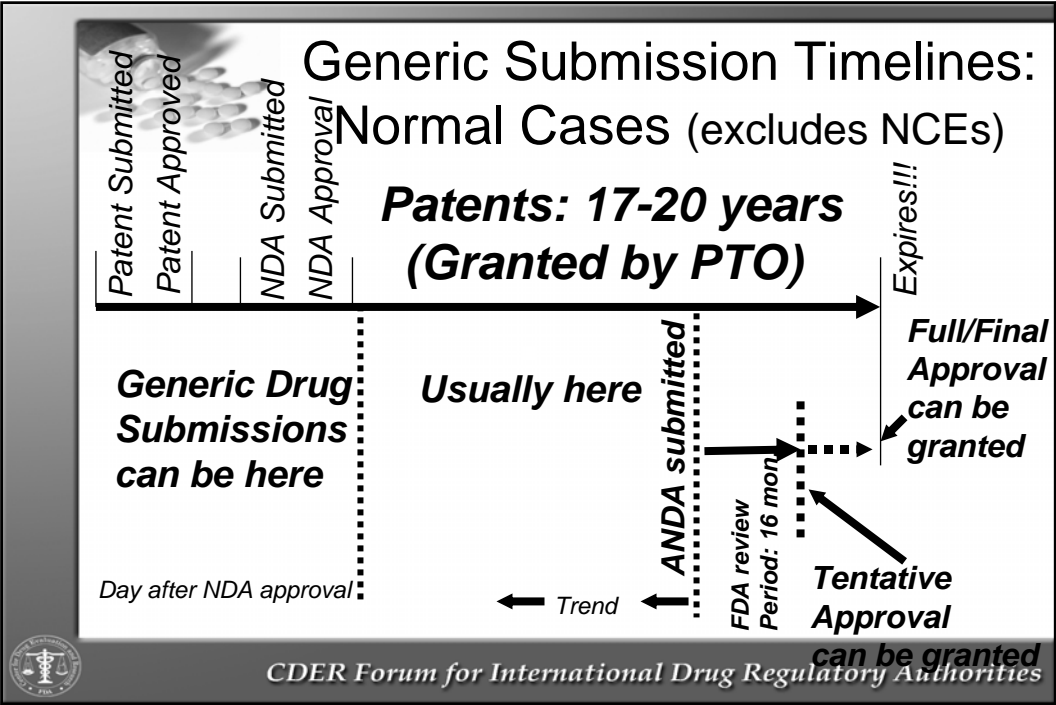 Generic Submission Timelines:
Normal Cases (excludes NCEs)
Patent Submitted
Patent Approved
NDA Submitted
NDA Approval
Patents: 17-20 years
(Granted by PTO)
Expires!!!
Generic Drug
Submissions
can be here
Usually here
ANDA submitted
Full/Final
Approval
can be
granted
FDA review
Period: 16 mon
Day after NDA approval
Trend
Tentative
Approval
can be granted
CDER Forum for International Drug Regulatory Authorities